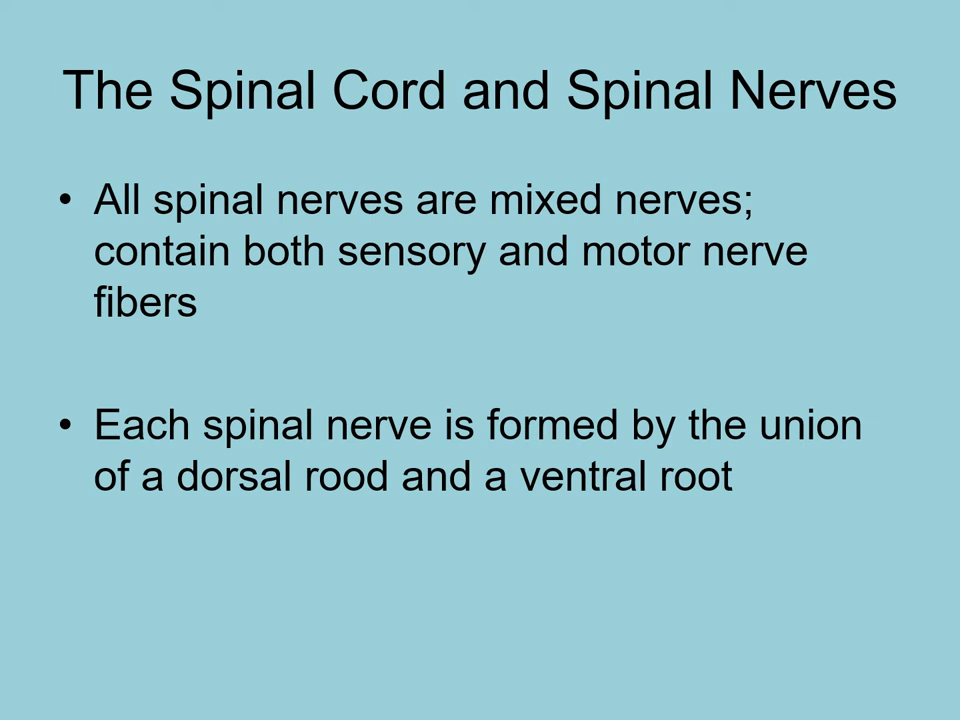 The Spinal Cord and Spinal Nerves
• All spinal nerves are mixed nerves;
contain both sensory and motor nerve
fibers
• Each spinal nerve is formed by the union
of a dorsal rood and a ventral root